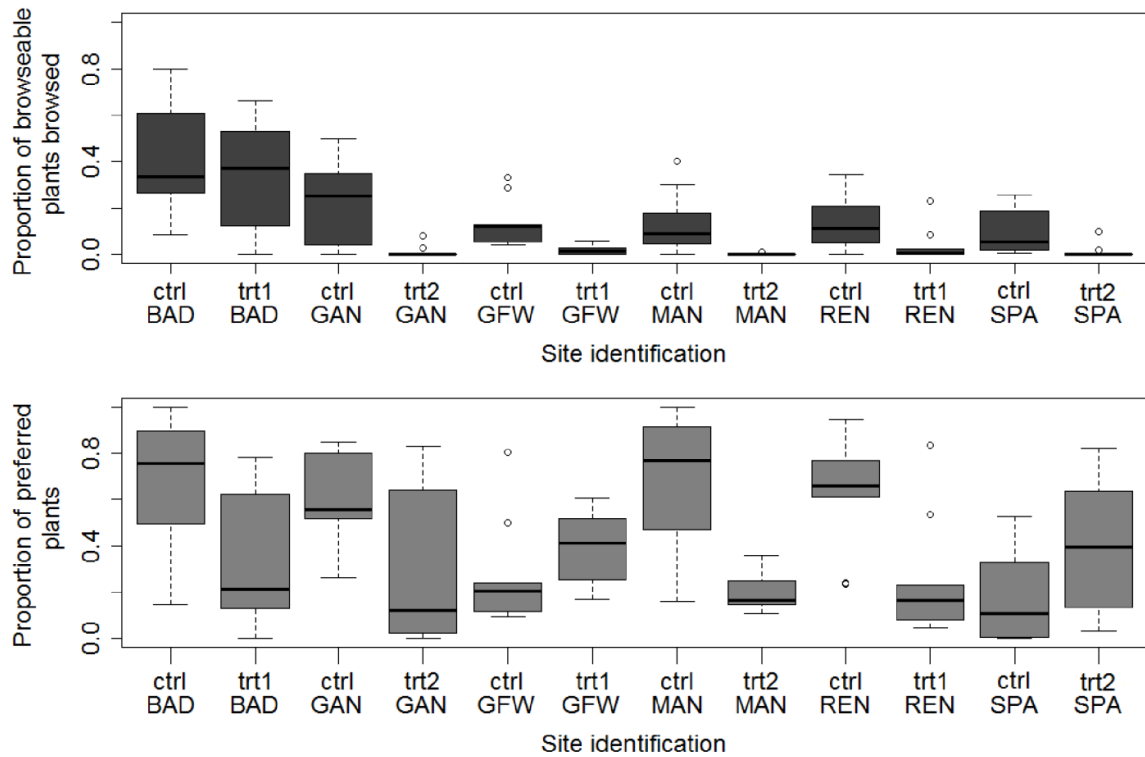 Proportion of browseable
plants browsed
0.8
0.4
0.0
ctrl trt1 ctrl trt2 ctrl trt1 ctrl trt2 ctrl trt1 ctrl trt2
BAD BAD GAN GAN GFW GFW MAN MAN REN REN SPA SPA
Site identification
Proportion of preferred
plants
0.8
0.4
0.0
ctrl trt1 ctrl trt2 ctrl trt1 ctrl trt2 ctrl trt1 ctrl trt2
BAD BAD GAN GAN GFW GFW MAN MAN REN REN SPA SPA
Site identification